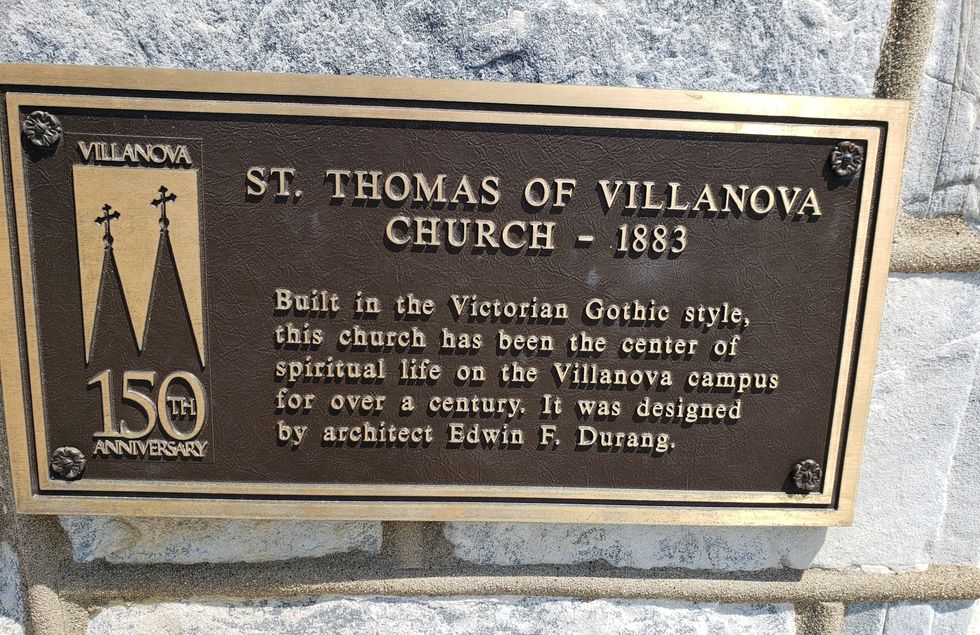 VILLANOVA
150TH
ANNIVERSARY
ST. THOMAS OF VILLANOVA
CHURCH - 1883
Built in the Victorian Gothic style,
this church has been the center of
spiritual life on the Villanova campus
for over a century. It was designed
by architect Edwin F. Durang.